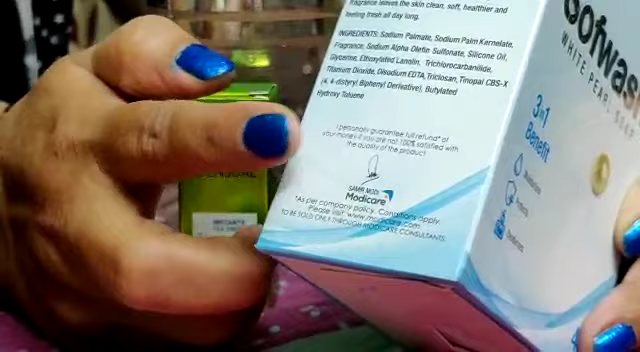 fragrance leaves the skin clean, soft, healthier and
feeling fresh all day long.
INGREDIENTS: Sodium Palmate, Sodium Palm Kernelate,
Fragrance, Sodium Alpha Olefin Sulfonate, Silicone Oil,
Glycerine, Ethoxylated Lanolin, Trichlorocarbanilide,
Titanium Dioxide, Disodium EDTA, Triclosan, Tinopal CBS-X
(4, 4-distyryl Biphenyl Derivative), Butylated
Hydroxy Toluene
I personally guarantee full refund* of
your money if you are not 100% satisfied with
the quality of the product
SAMIR MODI
Modicare
*As per company policy. Conditions apply.
Please visit: www.modicare.com
TO BE SOLD ONLY THROUGH MODICARE CONSULTANTS.
Sofwash
WHITE PEARL SOAP
3 in 1
Benefit